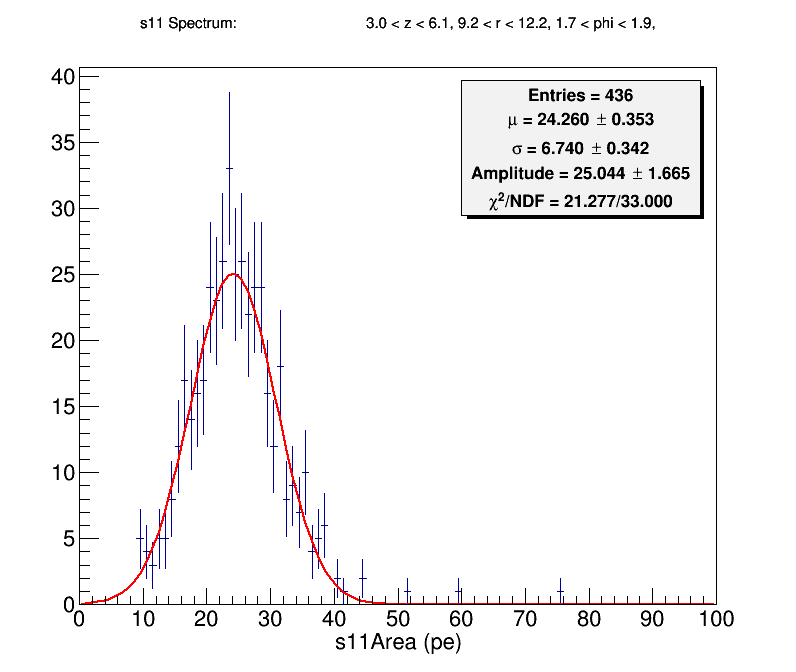 s11 Spectrum: 3.0 < z < 6.1, 9.2 < r < 12.2, 1.7 < phi < 1.9,
Entries = 436
μ = 24.260 ± 0.353
σ = 6.740 ± 0.342
Amplitude = 25.044 ± 1.665
χ²/NDF = 21.277/33.000
40
35
30
25
20
15
10
5
0
0 10 20 30 40 50 60 70 80 90 100
s11Area (pe)